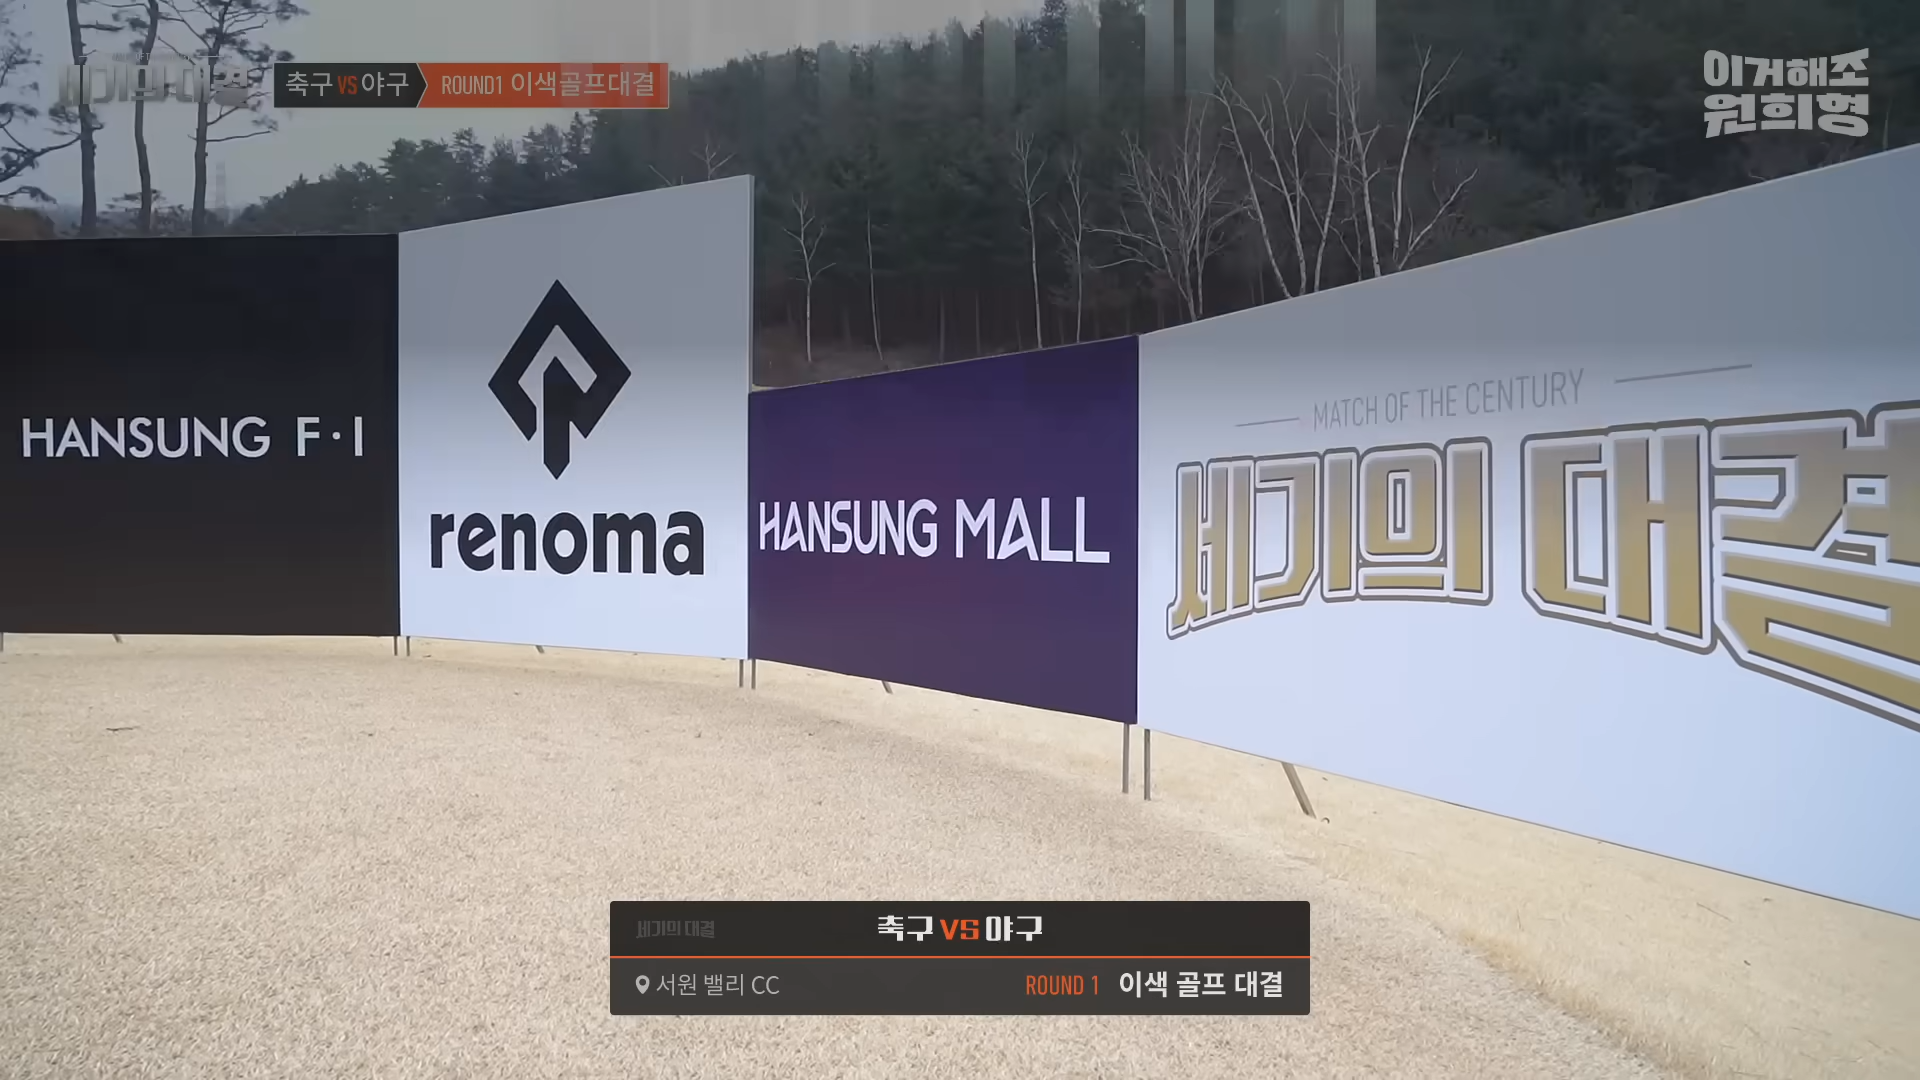 세기의 대결
축구 VS 야구
ROUND1 이색골프대결
이거해조
원희형
HANSUNG F·I
renoma
HANSUNG MALL
MATCH OF THE CENTURY
세기의 대결
세기의 대결
축구 VS 야구
서원 밸리 CC
ROUND 1 이색 골프 대결